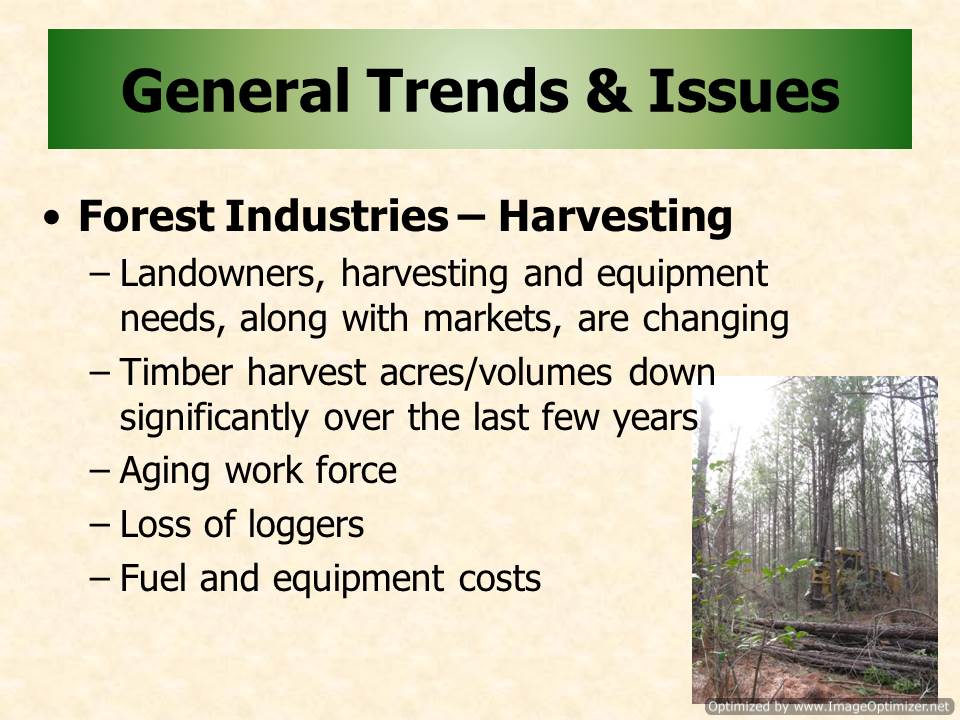 General Trends & Issues
• Forest Industries – Harvesting
– Landowners, harvesting and equipment
needs, along with markets, are changing
– Timber harvest acres/volumes down
significantly over the last few years
– Aging work force
– Loss of loggers
– Fuel and equipment costs
Optimized by www.ImageOptimizer.net